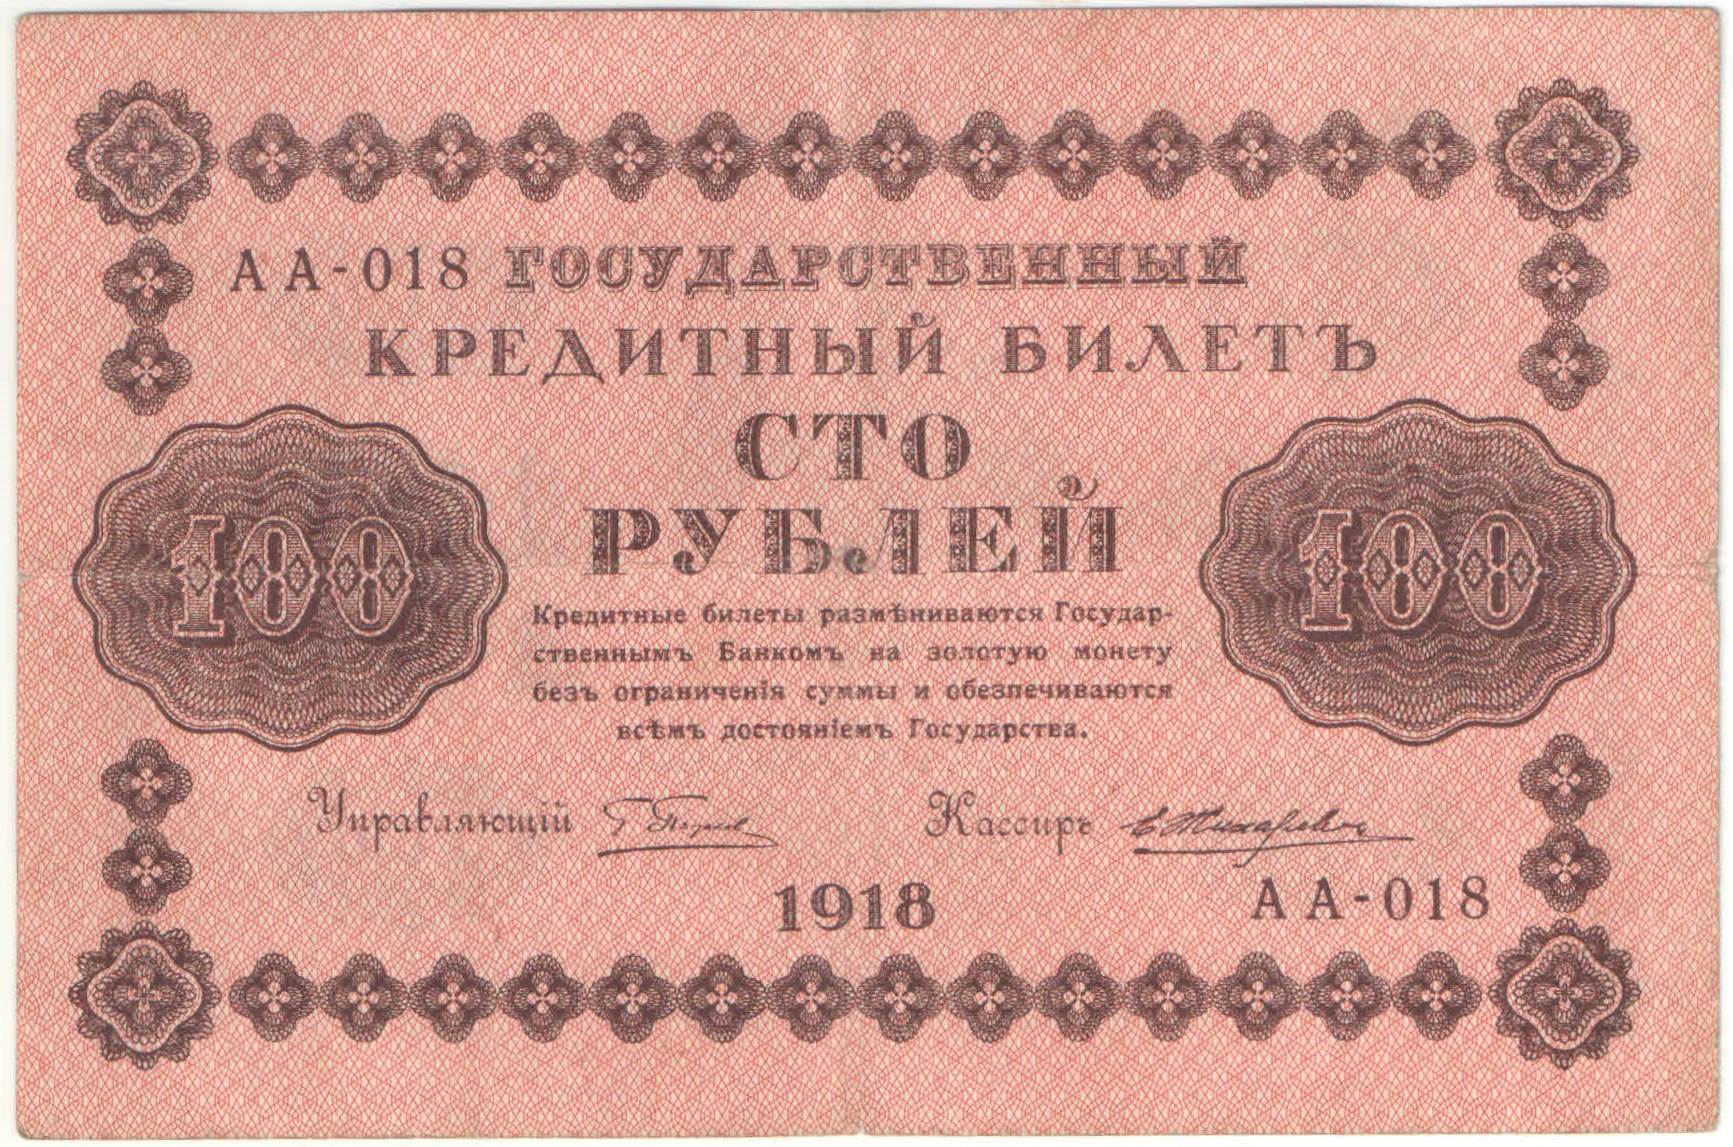 АА-018 ГОСУДАРСТВЕННЫЙ
КРЕДИТНЫЙ БИЛЕТЪ
СТО
РУБЛЕЙ
100
100
Кредитные билеты размѣниваются Государ-
ственнымъ Банкомъ на золотую монету
безъ ограниченія суммы и обезпечиваются
всѣмъ достояніемъ Государства.
Управляющій
Кассиръ
1918
АА-018